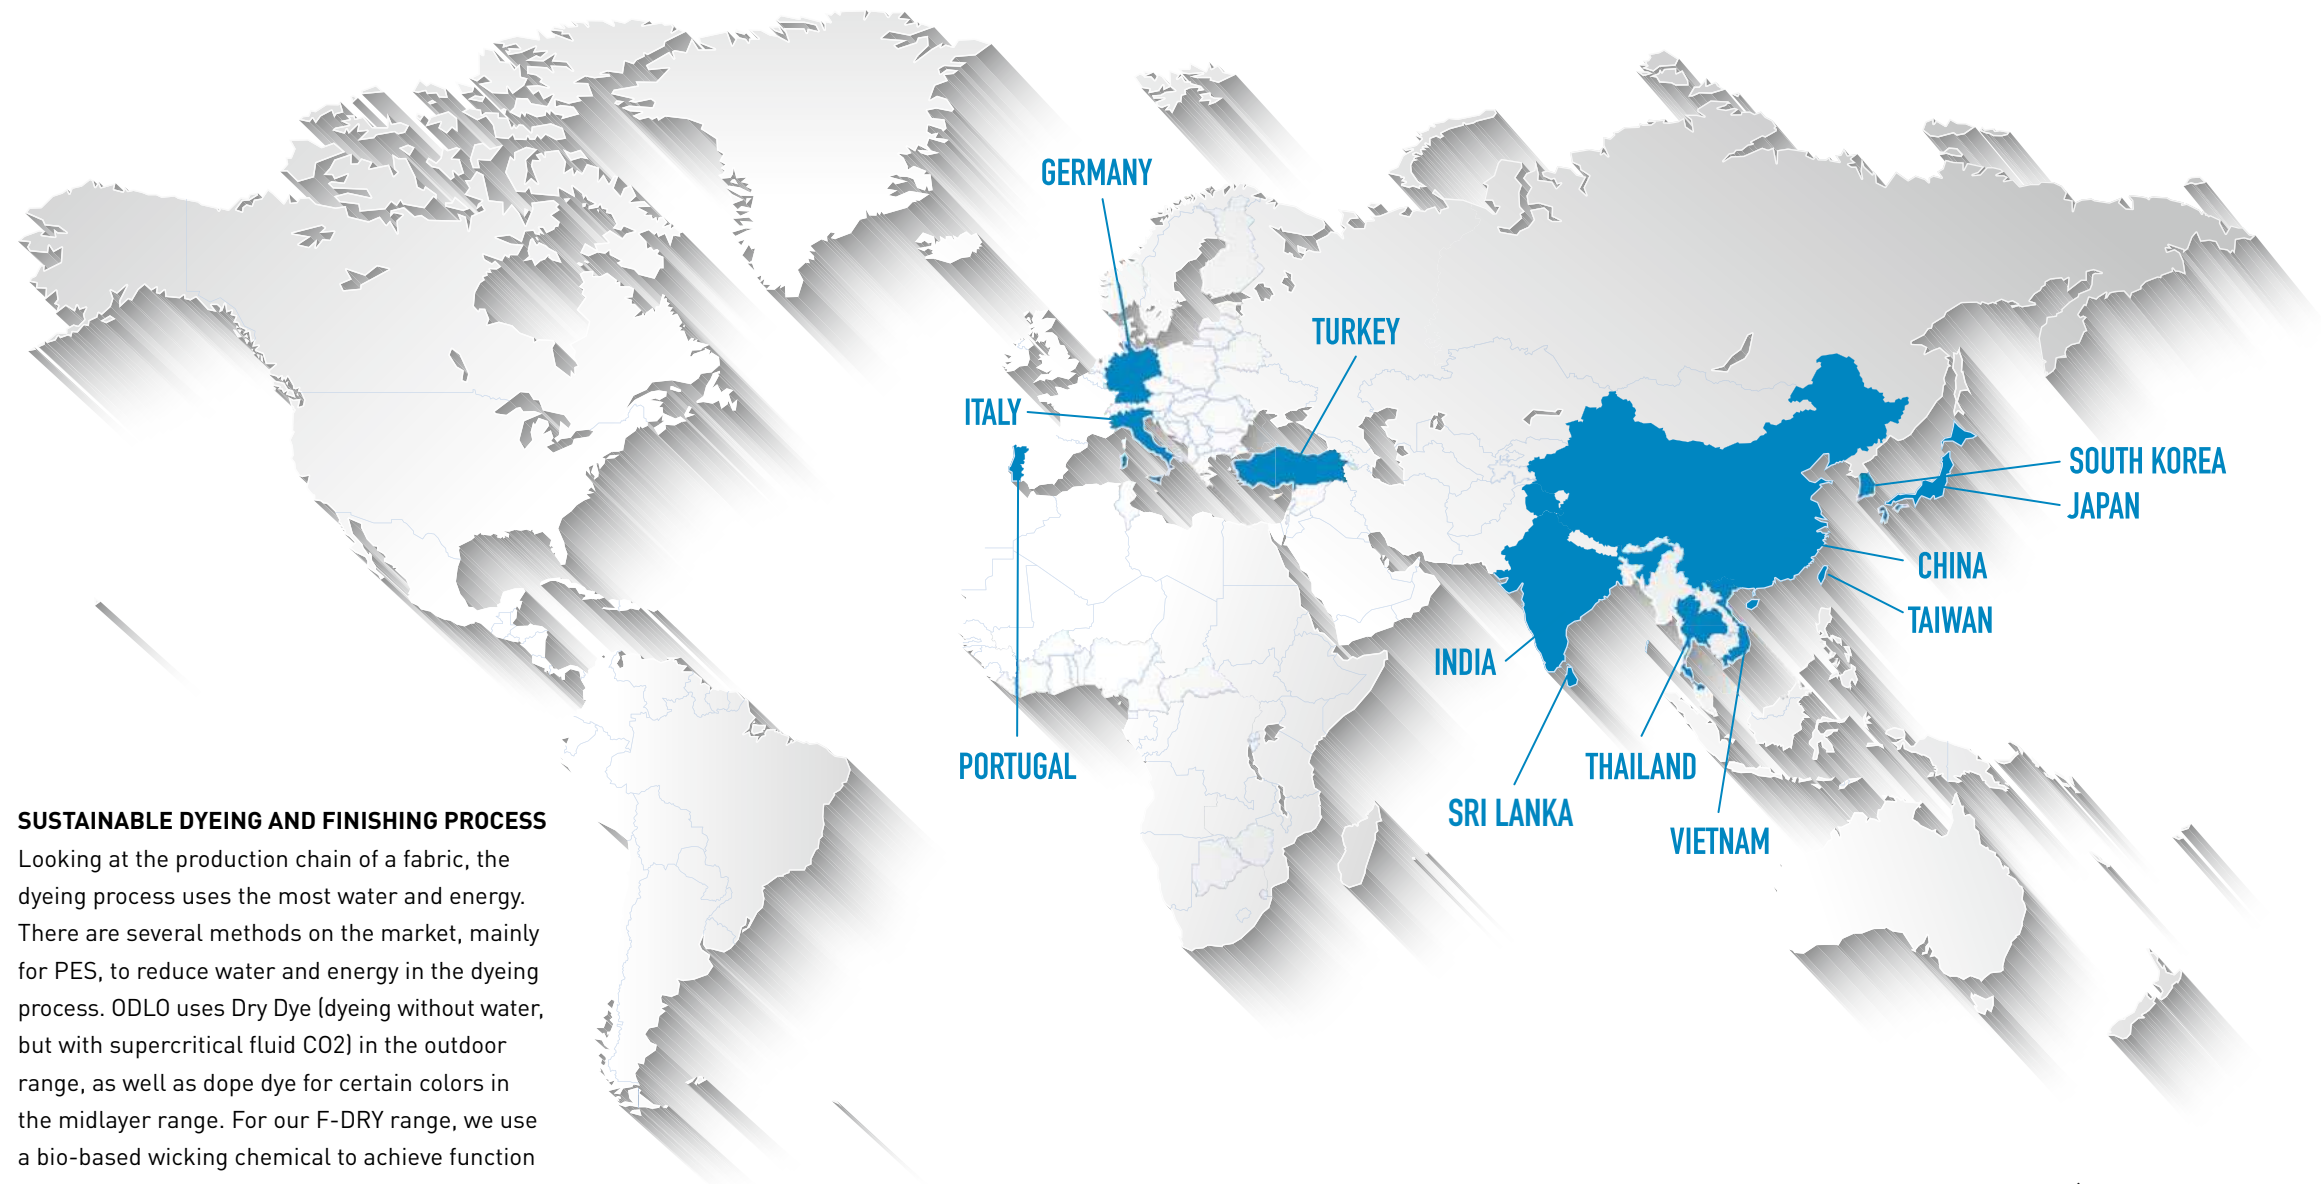 GERMANY
TURKEY
ITALY
SOUTH KOREA
JAPAN
CHINA
TAIWAN
INDIA
PORTUGAL
THAILAND
SRI LANKA
VIETNAM
SUSTAINABLE DYEING AND FINISHING PROCESS
Looking at the production chain of a fabric, the
dyeing process uses the most water and energy.
There are several methods on the market, mainly
for PES, to reduce water and energy in the dyeing
process. ODLO uses Dry Dye (dyeing without water,
but with supercritical fluid CO2) in the outdoor
range, as well as dope dye for certain colors in
the midlayer range. For our F-DRY range, we use
a bio-based wicking chemical to achieve function